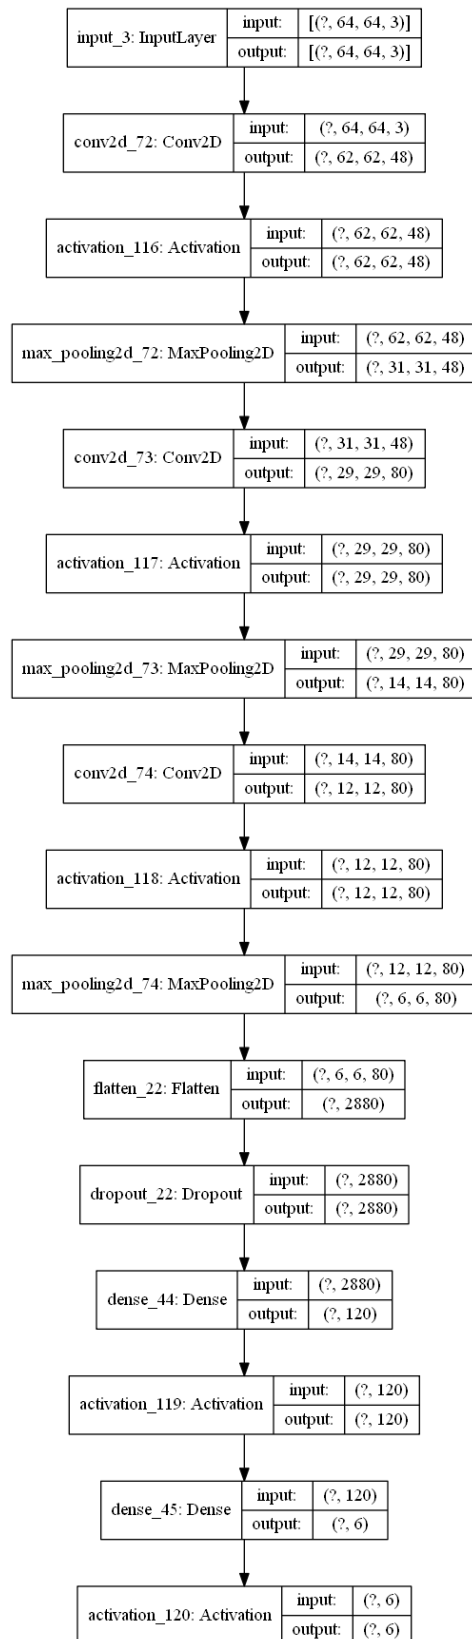 input_3: InputLayer
input: [(?, 64, 64, 3)]
output: [(?, 64, 64, 3)]
conv2d_72: Conv2D
input: (?, 64, 64, 3)
output: (?, 62, 62, 48)
activation_116: Activation
input: (?, 62, 62, 48)
output: (?, 62, 62, 48)
max_pooling2d_72: MaxPooling2D
input: (?, 62, 62, 48)
output: (?, 31, 31, 48)
conv2d_73: Conv2D
input: (?, 31, 31, 48)
output: (?, 29, 29, 80)
activation_117: Activation
input: (?, 29, 29, 80)
output: (?, 29, 29, 80)
max_pooling2d_73: MaxPooling2D
input: (?, 29, 29, 80)
output: (?, 14, 14, 80)
conv2d_74: Conv2D
input: (?, 14, 14, 80)
output: (?, 12, 12, 80)
activation_118: Activation
input: (?, 12, 12, 80)
output: (?, 12, 12, 80)
max_pooling2d_74: MaxPooling2D
input: (?, 12, 12, 80)
output: (?, 6, 6, 80)
flatten_22: Flatten
input: (?, 6, 6, 80)
output: (?, 2880)
dropout_22: Dropout
input: (?, 2880)
output: (?, 2880)
dense_44: Dense
input: (?, 2880)
output: (?, 120)
activation_119: Activation
input: (?, 120)
output: (?, 120)
dense_45: Dense
input: (?, 120)
output: (?, 6)
activation_120: Activation
input: (?, 6)
output: (?, 6)